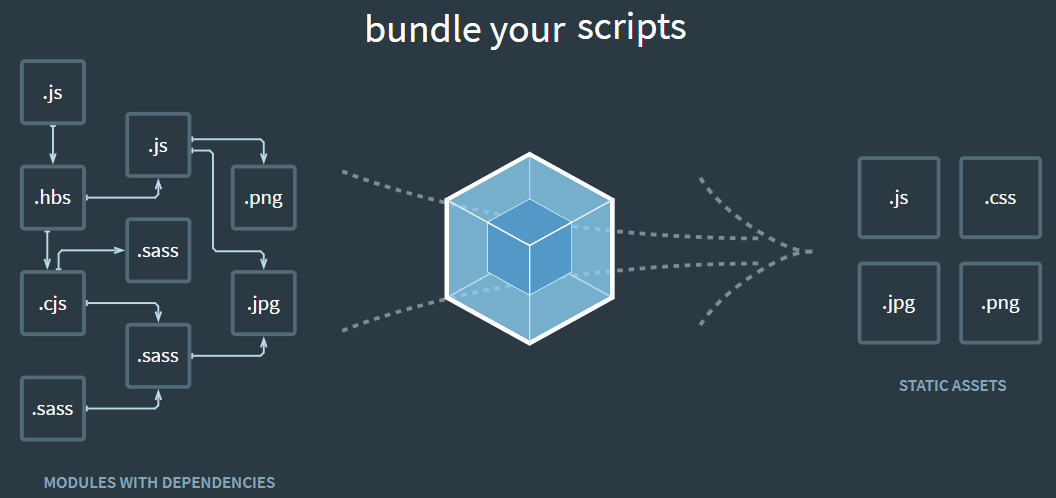 bundle your scripts
.js
.js
.hbs
.png
.sass
.cjs
.jpg
.sass
.sass
MODULES WITH DEPENDENCIES
.js
.css
.jpg
.png
STATIC ASSETS